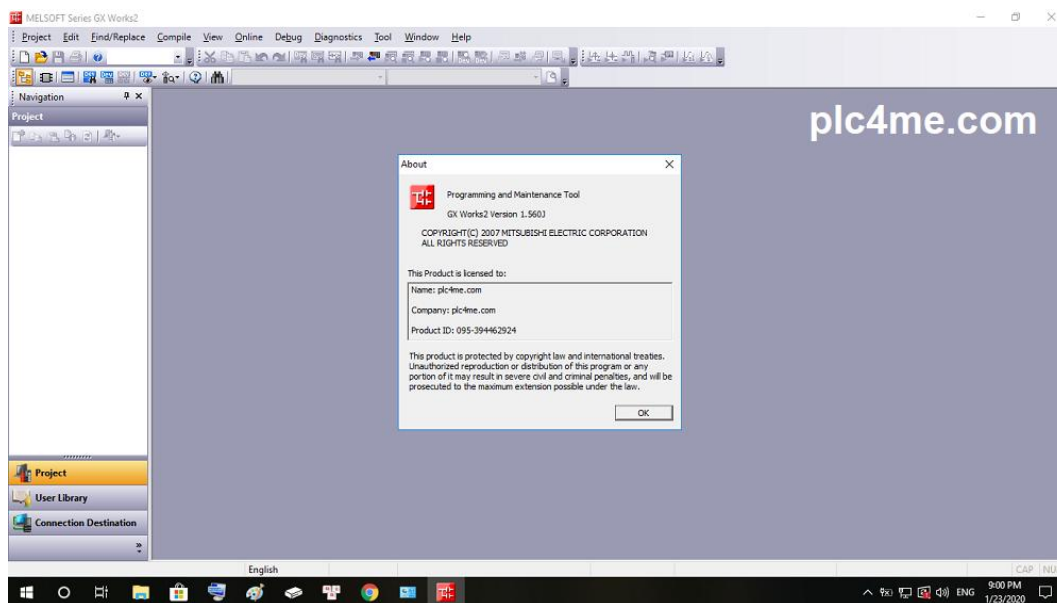 MELSOFT Series GX Works2
Project Edit Find/Replace Compile View Online Debug Diagnostics Tool Window Help
Navigation
Project
plc4me.com
About
Programming and Maintenance Tool
GX Works2 Version 1.560J
COPYRIGHT(C) 2007 MITSUBISHI ELECTRIC CORPORATION
ALL RIGHTS RESERVED
This Product is licensed to:
Name: plc4me.com
Company: plc4me.com
Product ID: 095-394462924
This product is protected by copyright law and international treaties.
Unauthorized reproduction or distribution of this program or any
portion of it may result in severe civil and criminal penalties, and will be
prosecuted to the maximum extension possible under the law.
OK
Project
User Library
Connection Destination
English
CAP NU
ENG
9:00 PM
1/23/2020